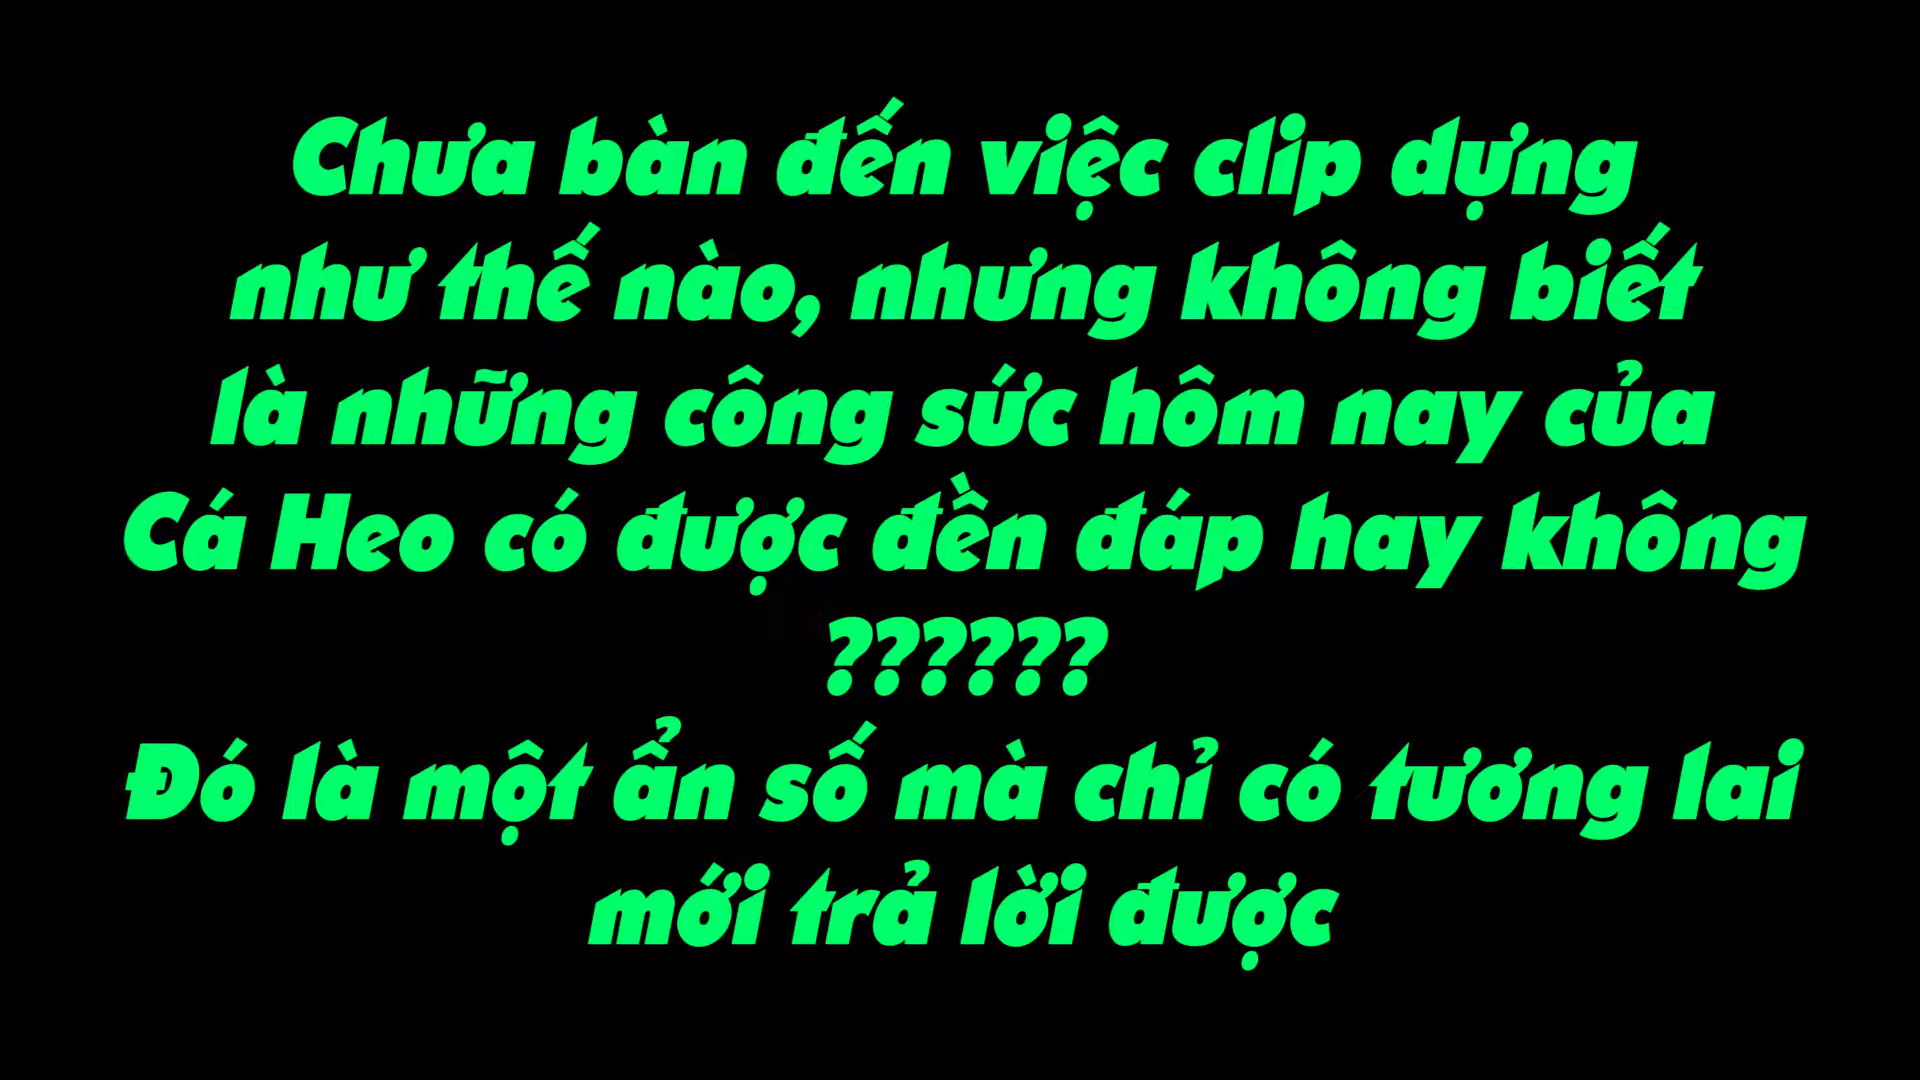 Chưa bàn đến việc clip dựng
như thế nào, nhưng không biết
là những công sức hôm nay của
Cá Heo có được đền đáp hay không
??????
Đó là một ẩn số mà chỉ có tương lai
mới trả lời được